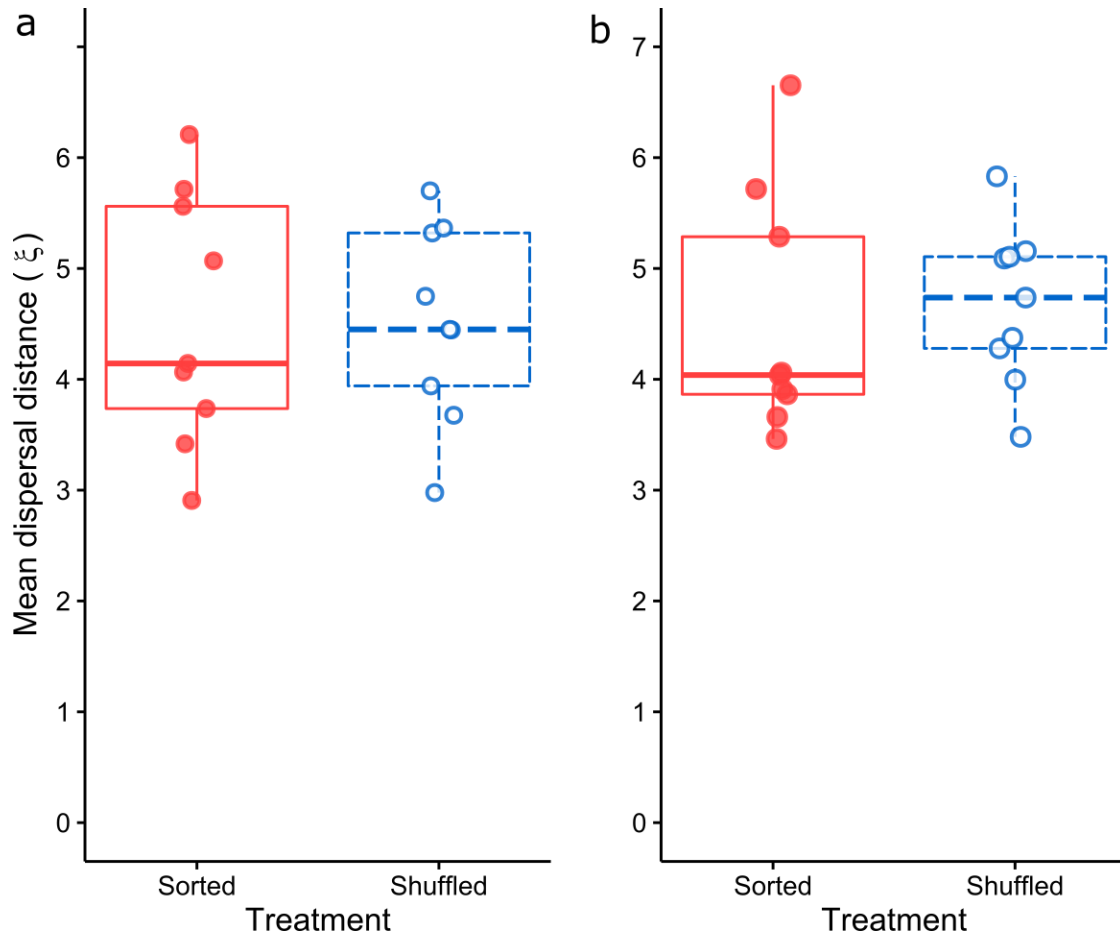 a
Mean dispersal distance ( ξ)
6
5
4
3
2
1
0
Sorted
Shuffled
Treatment
b
7
6
5
4
3
2
1
0
Sorted
Shuffled
Treatment